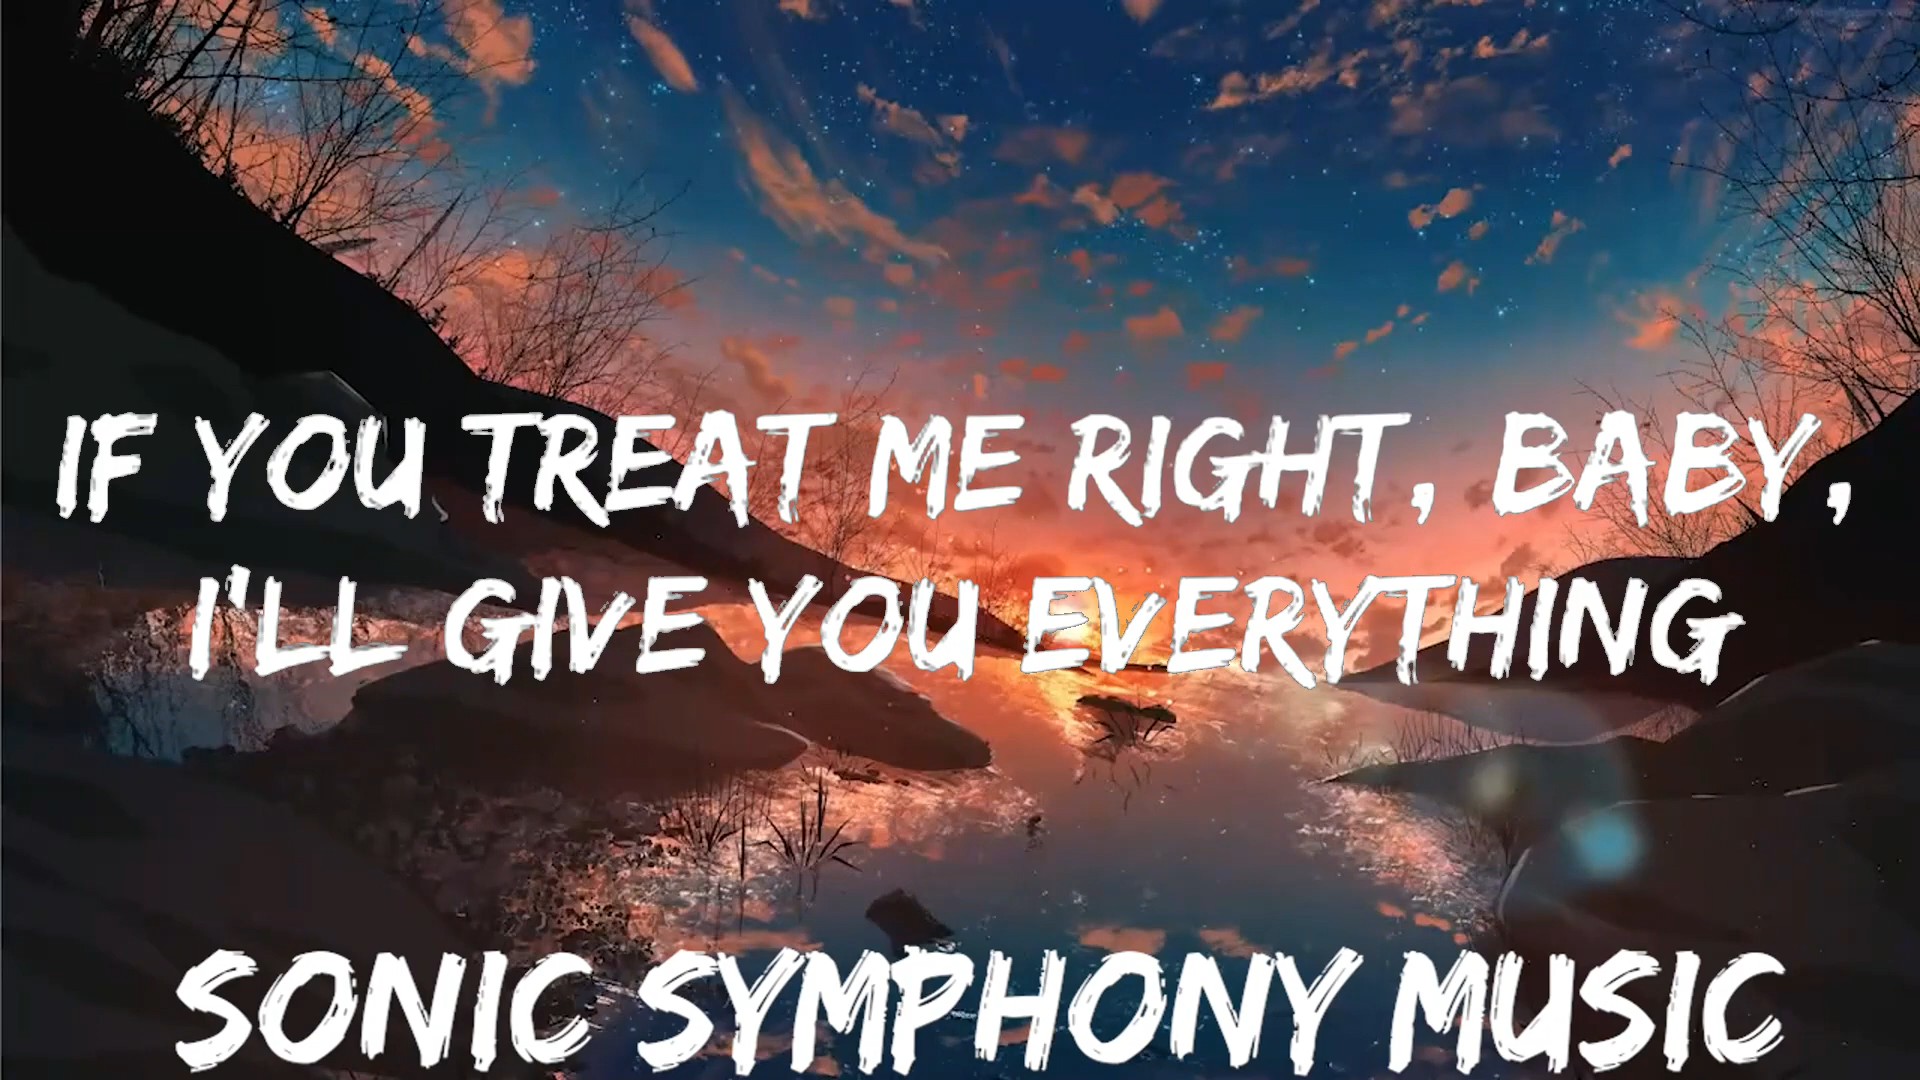 IF YOU TREAT ME RIGHT, BABY,
I'LL GIVE YOU EVERYTHING
SONIC SYMPHONY MUSIC